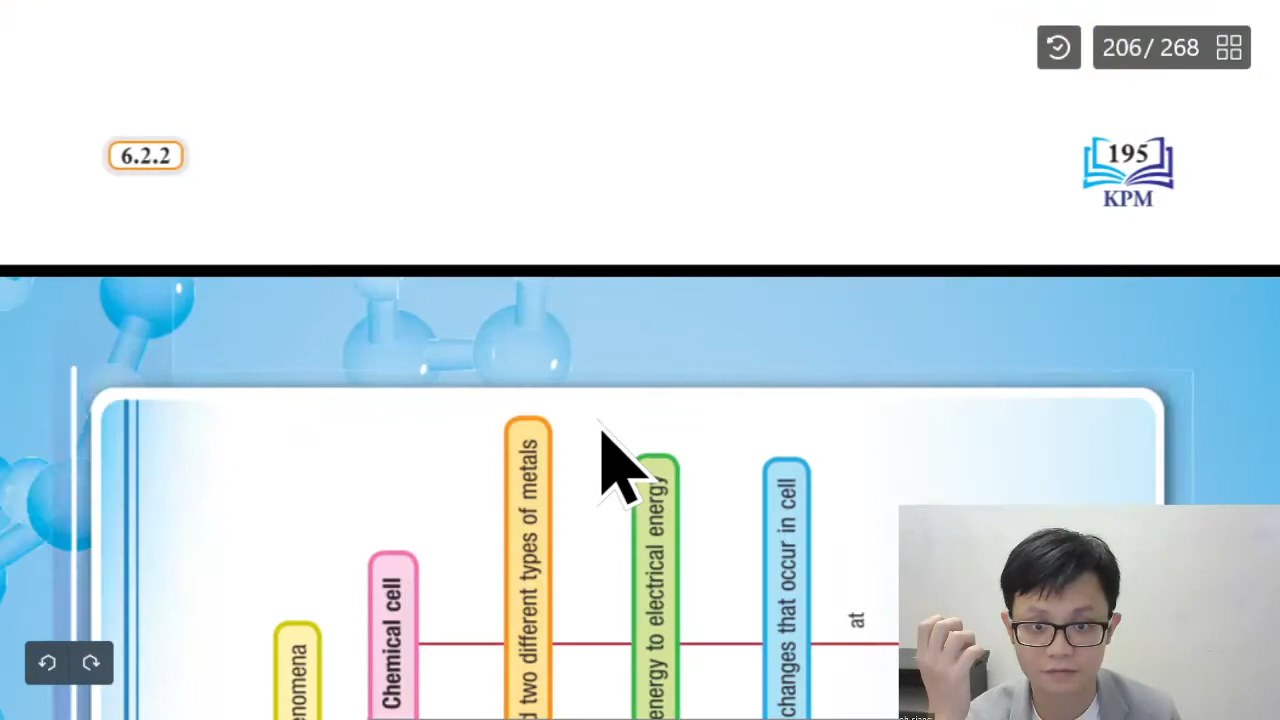 206/ 268
6.2.2
195
KPM
enomena
Chemical cell
two different types of metals
energy to electrical energy
changes that occur in cell
at